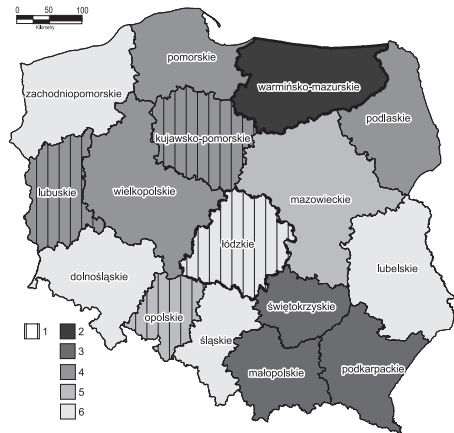 0 50 100
Kilometry
pomorskie
warmińsko-mazurskie
zachodniopomorskie
podlaskie
kujawsko-pomorskie
lubuskie
wielkopolskie
mazowieckie
łódzkie
lubelskie
dolnośląskie
świętokrzyskie
opolskie
śląskie
podkarpackie
małopolskie
1 2
3
4
5
6